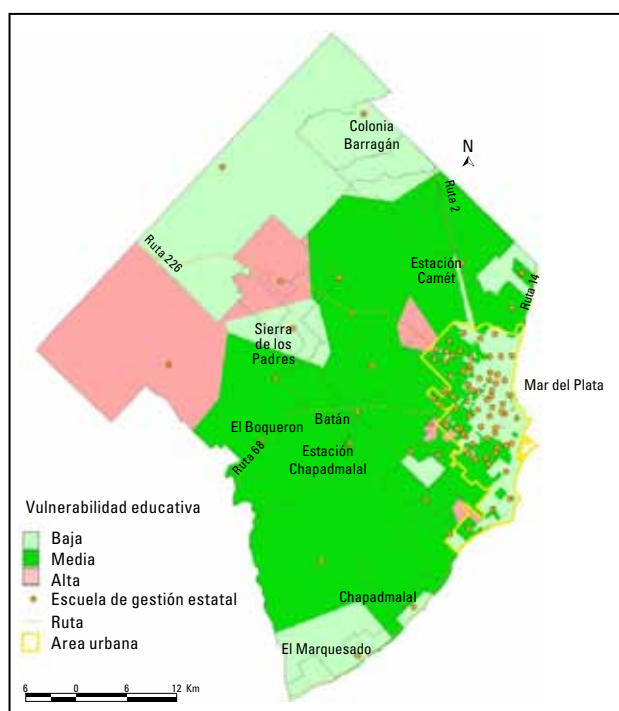 Colonia
Barragán
N
Ruta 2
Ruta 226
Estación
Camét
Ruta 14
Sierra
de los
Padres
Mar del Plata
Batán
El Boqueron
Estación
Chapadmalal
Ruta 68
Vulnerabilidad educativa
Baja
Media
Alta
Escuela de gestión estatal
Ruta
Area urbana
Chapadmalal
El Marquesado
6 0 6 12 Km